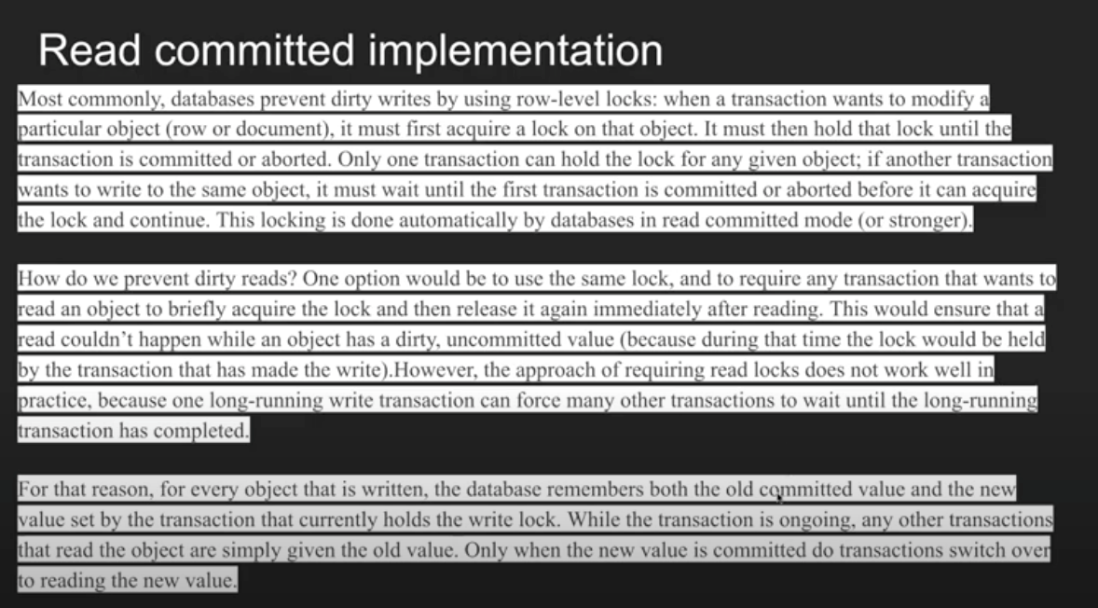 Read committed implementation
Most commonly, databases prevent dirty writes by using row-level locks: when a transaction wants to modify a
particular object (row or document), it must first acquire a lock on that object. It must then hold that lock until the
transaction is committed or aborted. Only one transaction can hold the lock for any given object; if another transaction
wants to write to the same object, it must wait until the first transaction is committed or aborted before it can acquire
the lock and continue. This locking is done automatically by databases in read committed mode (or stronger).
How do we prevent dirty reads? One option would be to use the same lock, and to require any transaction that wants to
read an object to briefly acquire the lock and then release it again immediately after reading. This would ensure that a
read couldn’t happen while an object has a dirty, uncommitted value (because during that time the lock would be held
by the transaction that has made the write).However, the approach of requiring read locks does not work well in
practice, because one long-running write transaction can force many other transactions to wait until the long-running
transaction has completed.
For that reason, for every object that is written, the database remembers both the old committed value and the new
value set by the transaction that currently holds the write lock. While the transaction is ongoing, any other transactions
that read the object are simply given the old value. Only when the new value is committed do transactions switch over
to reading the new value.